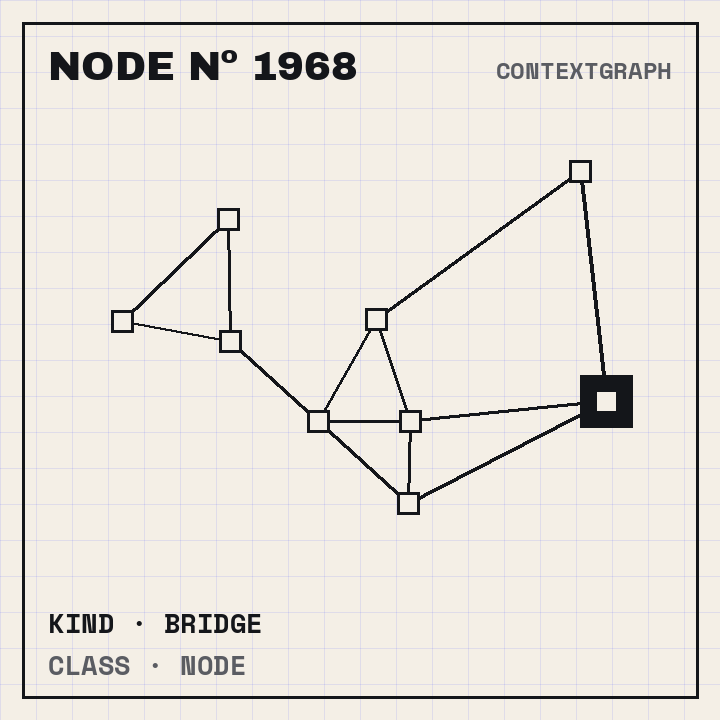 NODE Nº 1968
CONTEXTGRAPH
KIND · BRIDGE
CLASS · NODE